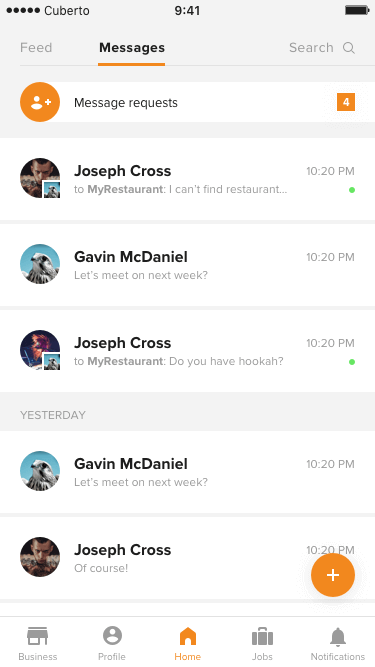 Cuberto 9:41
Feed Messages Search
Message requests 4
Joseph Cross 10:20 PM
to MyRestaurant: I can't find restaurant...
Gavin McDaniel 10:20 PM
Let's meet on next week?
Joseph Cross 10:20 PM
to MyRestaurant: Do you have hookah?
YESTERDAY
Gavin McDaniel 10:20 PM
Let's meet on next week?
Joseph Cross 10:20 PM
Of course!
Business Profile Home Jobs Notifications